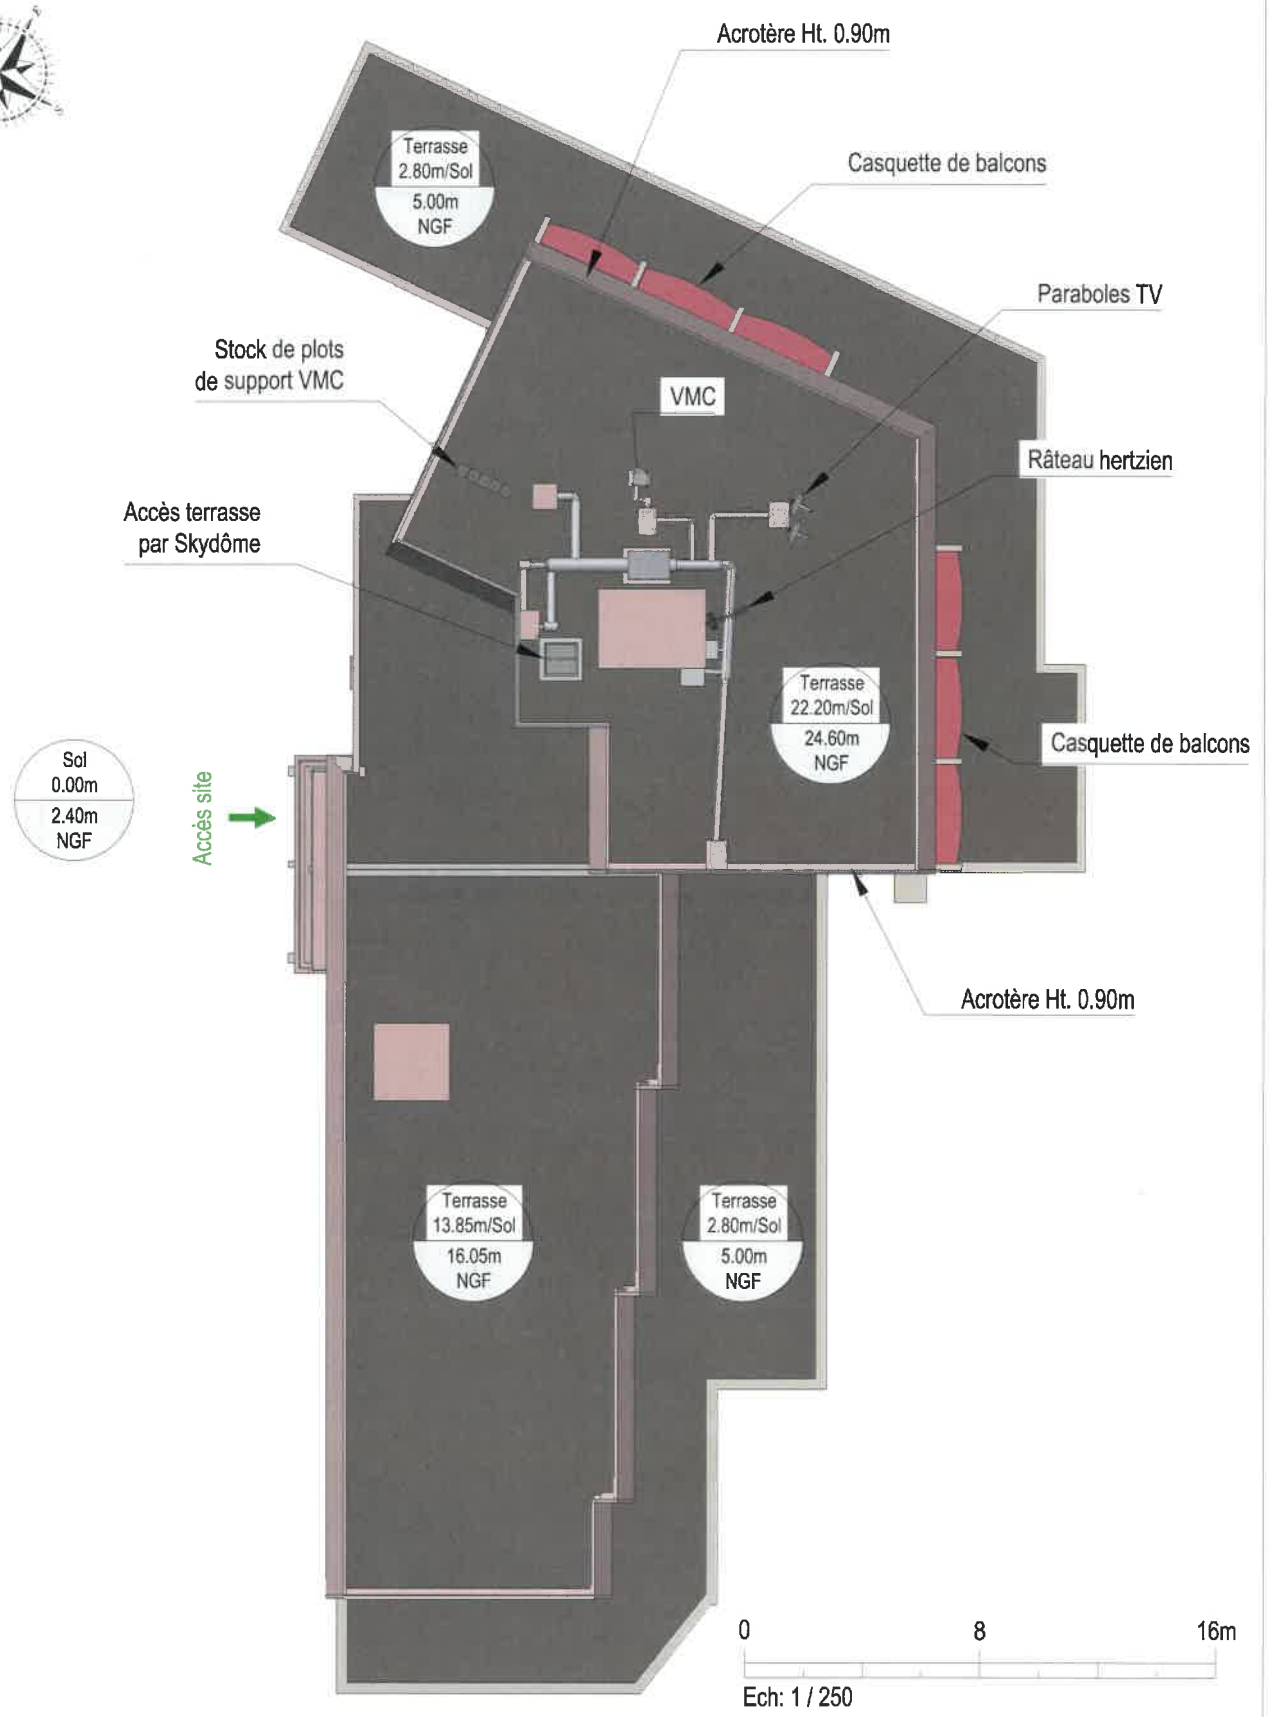 Acrotère Ht. 0.90m
Terrasse
2.80m/Sol
5.00m
NGF
Casquette de balcons
Paraboles TV
Stock de plots
de support VMC
VMC
Râteau hertzien
Accès terrasse
par Skydôme
Terrasse
22.20m/Sol
24.60m
NGF
Casquette de balcons
Sol
0.00m
2.40m
NGF
Accès site
Acrotère Ht. 0.90m
Terrasse
13.85m/Sol
16.05m
NGF
Terrasse
2.80m/Sol
5.00m
NGF
0 8 16m
Ech: 1 / 250